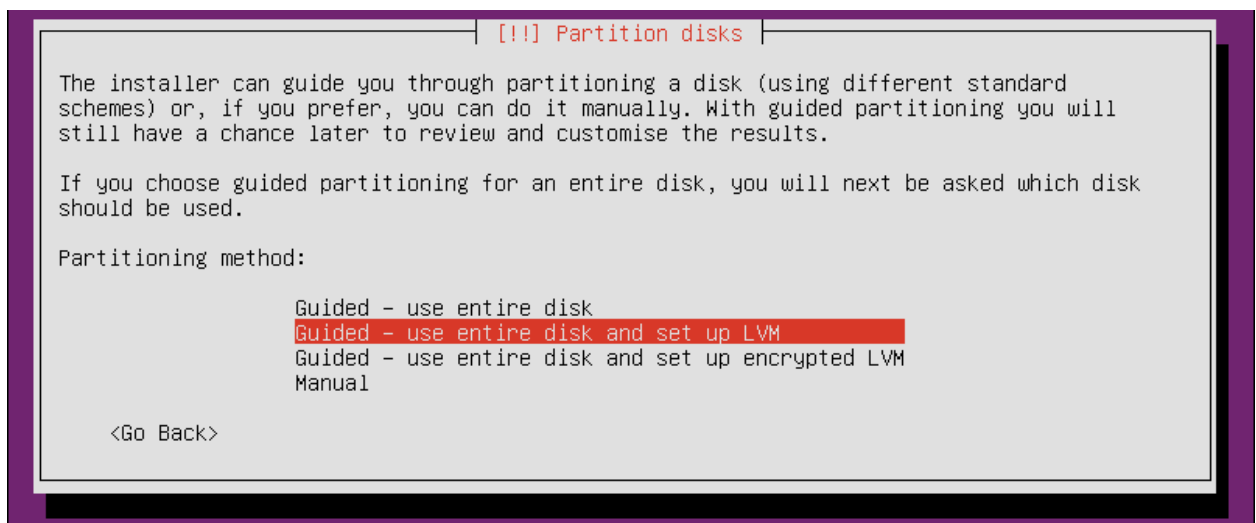 [!!] Partition disks
The installer can guide you through partitioning a disk (using different standard
schemes) or, if you prefer, you can do it manually. With guided partitioning you will
still have a chance later to review and customise the results.
If you choose guided partitioning for an entire disk, you will next be asked which disk
should be used.
Partitioning method:
Guided – use entire disk
Guided – use entire disk and set up LVM
Guided – use entire disk and set up encrypted LVM
Manual
<Go Back>